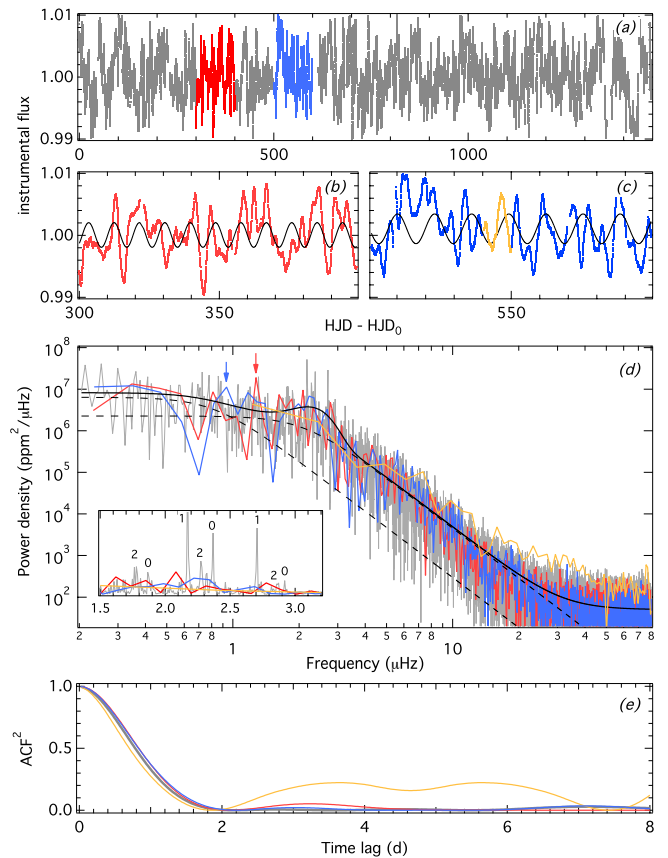 1.01
(a)
1.00
0.99
0
500
1000
instrumental flux
1.01
(b)
(c)
1.00
0.99
300
350
550
HJD - HJD0
10^8
(d)
10^7
10^6
10^5
10^4
10^3
10^2
Power density (ppm^2/μHz)
1
0
1
2
0
2
2
0
1.5
2.0
2.5
3.0
2 3 4 5 6 7 8 2 3 4 5 6 7 8 2 3 4 5 6 7 8
1 10
Frequency (μHz)
1.0
(e)
0.5
0.0
ACF^2
0 2 4 6 8
Time lag (d)